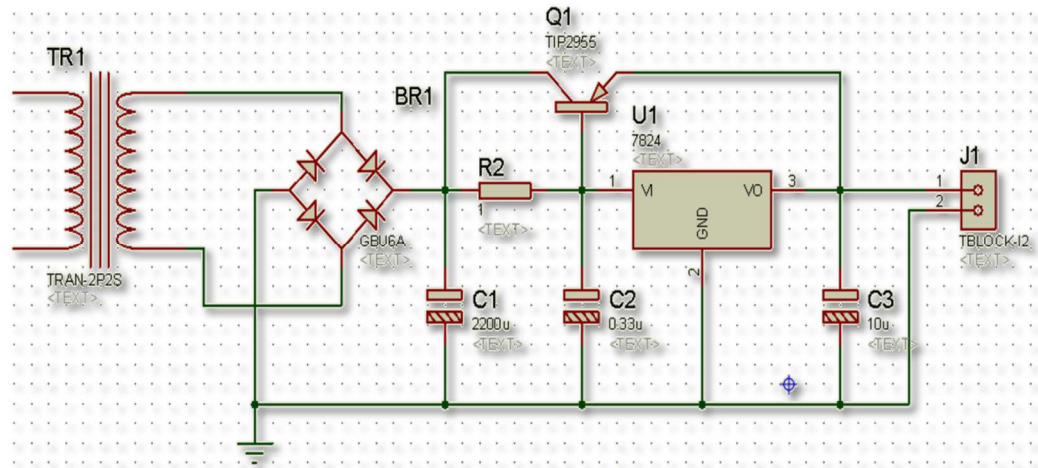 Q1
TIP2955
<TEXT>
TR1
BR1
U1
7824
<TEXT>
R2
1
<TEXT>
1
VI
VO
3
GND
2
J1
1
2
TBLOCK-I2
<TEXT>
GBU6A
<TEXT>
TRAN-2P2S
<TEXT>
C1
2200u
<TEXT>
C2
0.33u
<TEXT>
C3
10u
<TEXT>